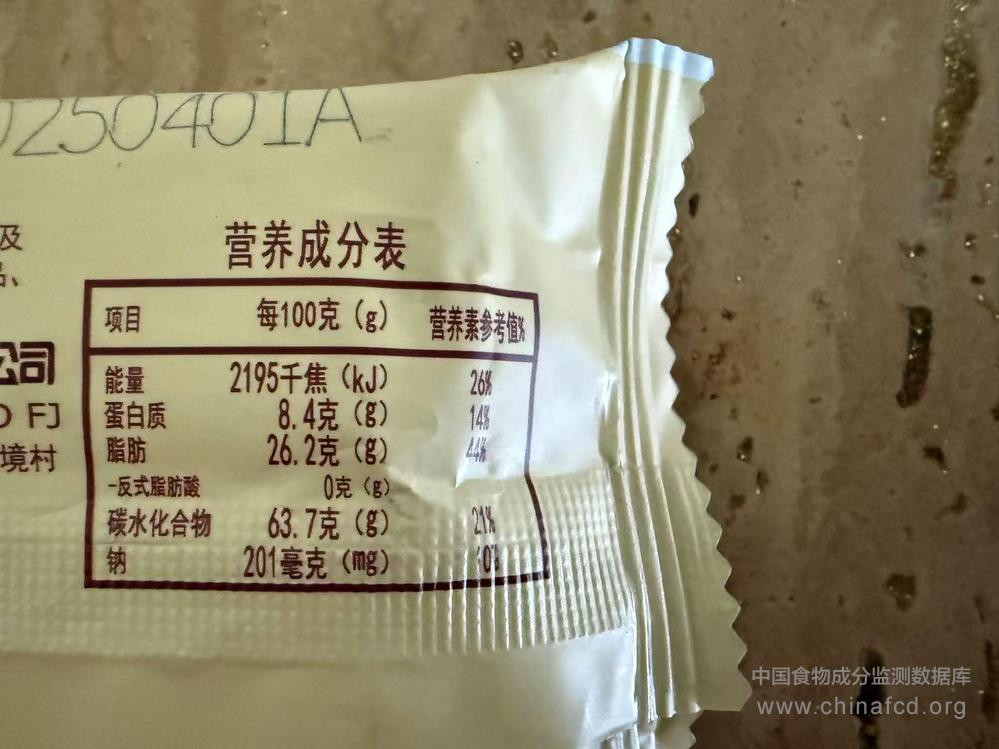 0250401A
及
品、
公司
D FJ
境村
营养成分表
项目 每100克（g） 营养素参考值%
能量 2195千焦（kJ） 26%
蛋白质 8.4克（g） 14%
脂肪 26.2克（g） 44%
-反式脂肪酸 0克（g）
碳水化合物 63.7克（g） 21%
钠 201毫克（mg） 10%
中国食物成分监测数据库
www.chinafcd.org